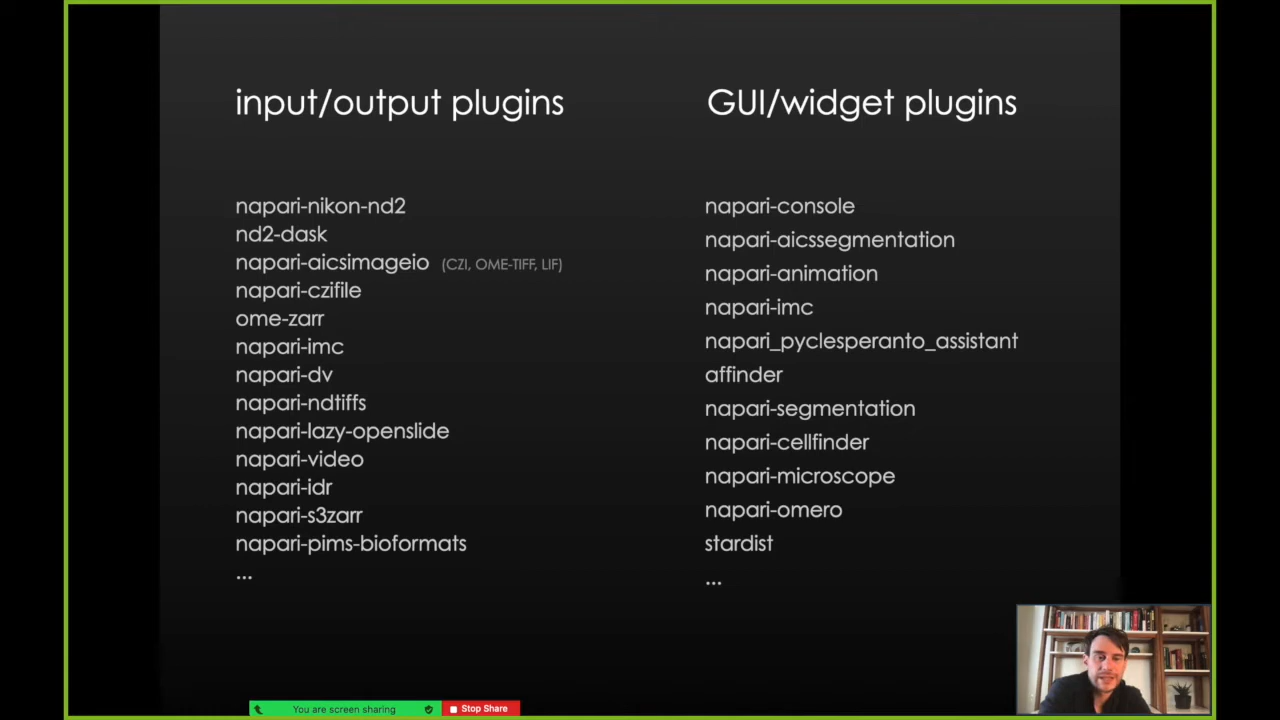 input/output plugins
napari-nikon-nd2
nd2-dask
napari-aicsimageio (CZI, OME-TIFF, LIF)
napari-czifile
ome-zarr
napari-imc
napari-dv
napari-ndtiffs
napari-lazy-openslide
napari-video
napari-idr
napari-s3zarr
napari-pims-bioformats
...
GUI/widget plugins
napari-console
napari-aicssegmentation
napari-animation
napari-imc
napari_pyclesperanto_assistant
affinder
napari-segmentation
napari-cellfinder
napari-microscope
napari-omero
stardist
...
You are screen sharing
Stop Share